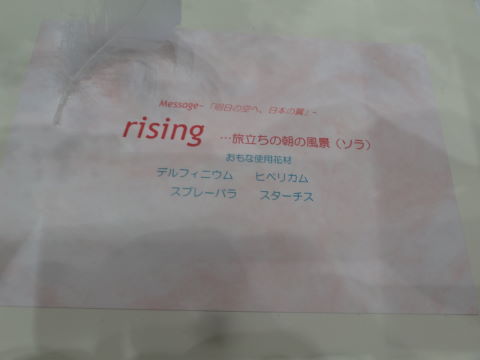 Message-「明日の空へ、日本の翼」-
rising …旅立ちの朝の風景（ソラ）
おもな使用花材
デルフィニウム ヒペリカム
スプレーバラ スターチス